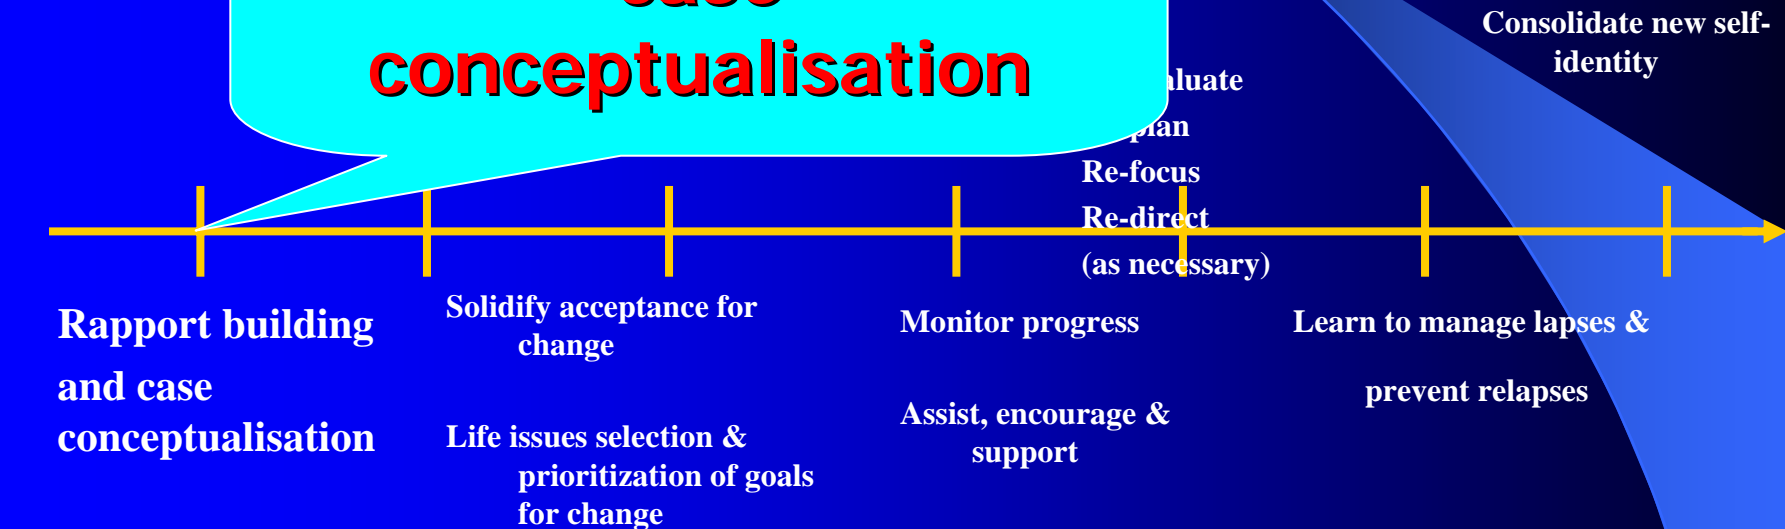 conceptualisation
Consolidate new self-
identity
Re-focus
Re-direct
(as necessary)
Rapport building
and case
conceptualisation
Solidify acceptance for
change
Life issues selection &
prioritization of goals
for change
Monitor progress
Assist, encourage &
support
Learn to manage lapses &
prevent relapses